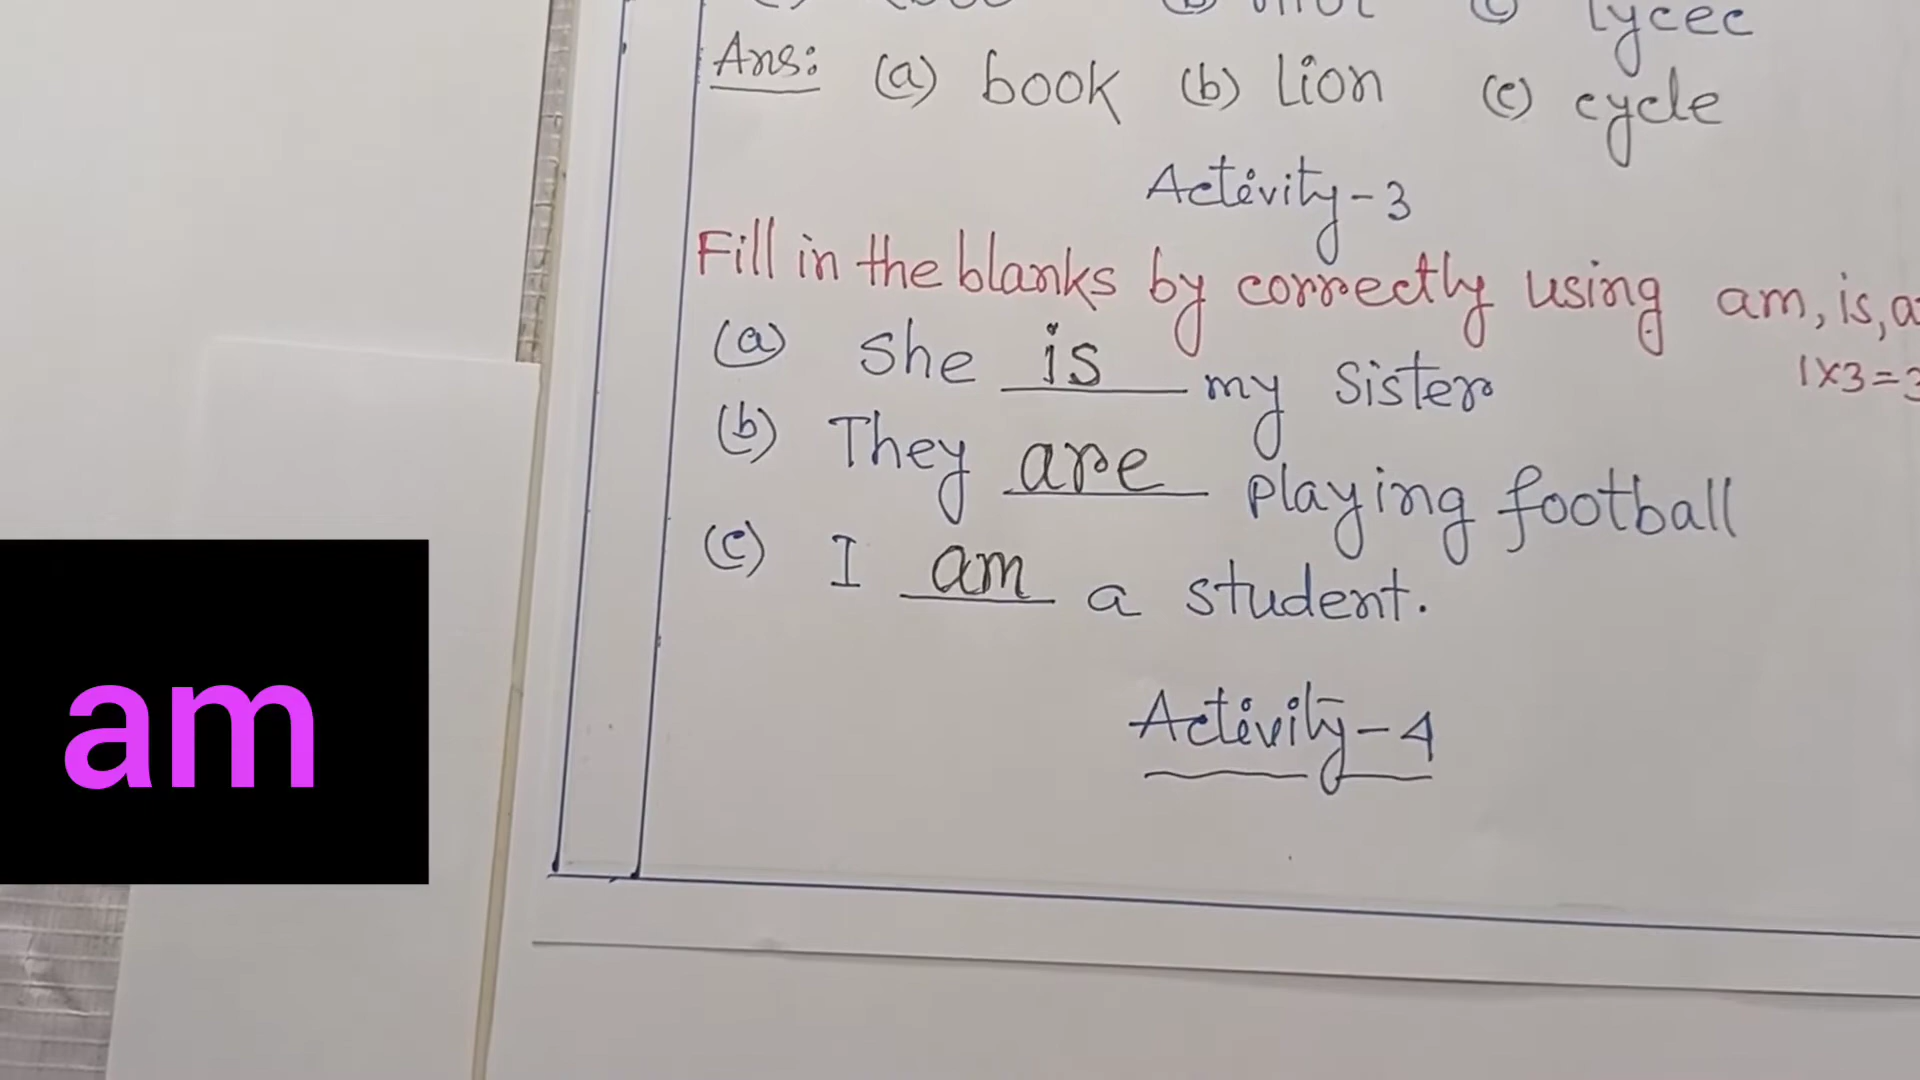 Ans: (a) book (b) Lion (c) cycle
Activity-3
Fill in the blanks by correctly using am, is,
1x3=3
(a) She is my sister
(b) They are playing football
(c) I am a student.
Activity-4
am